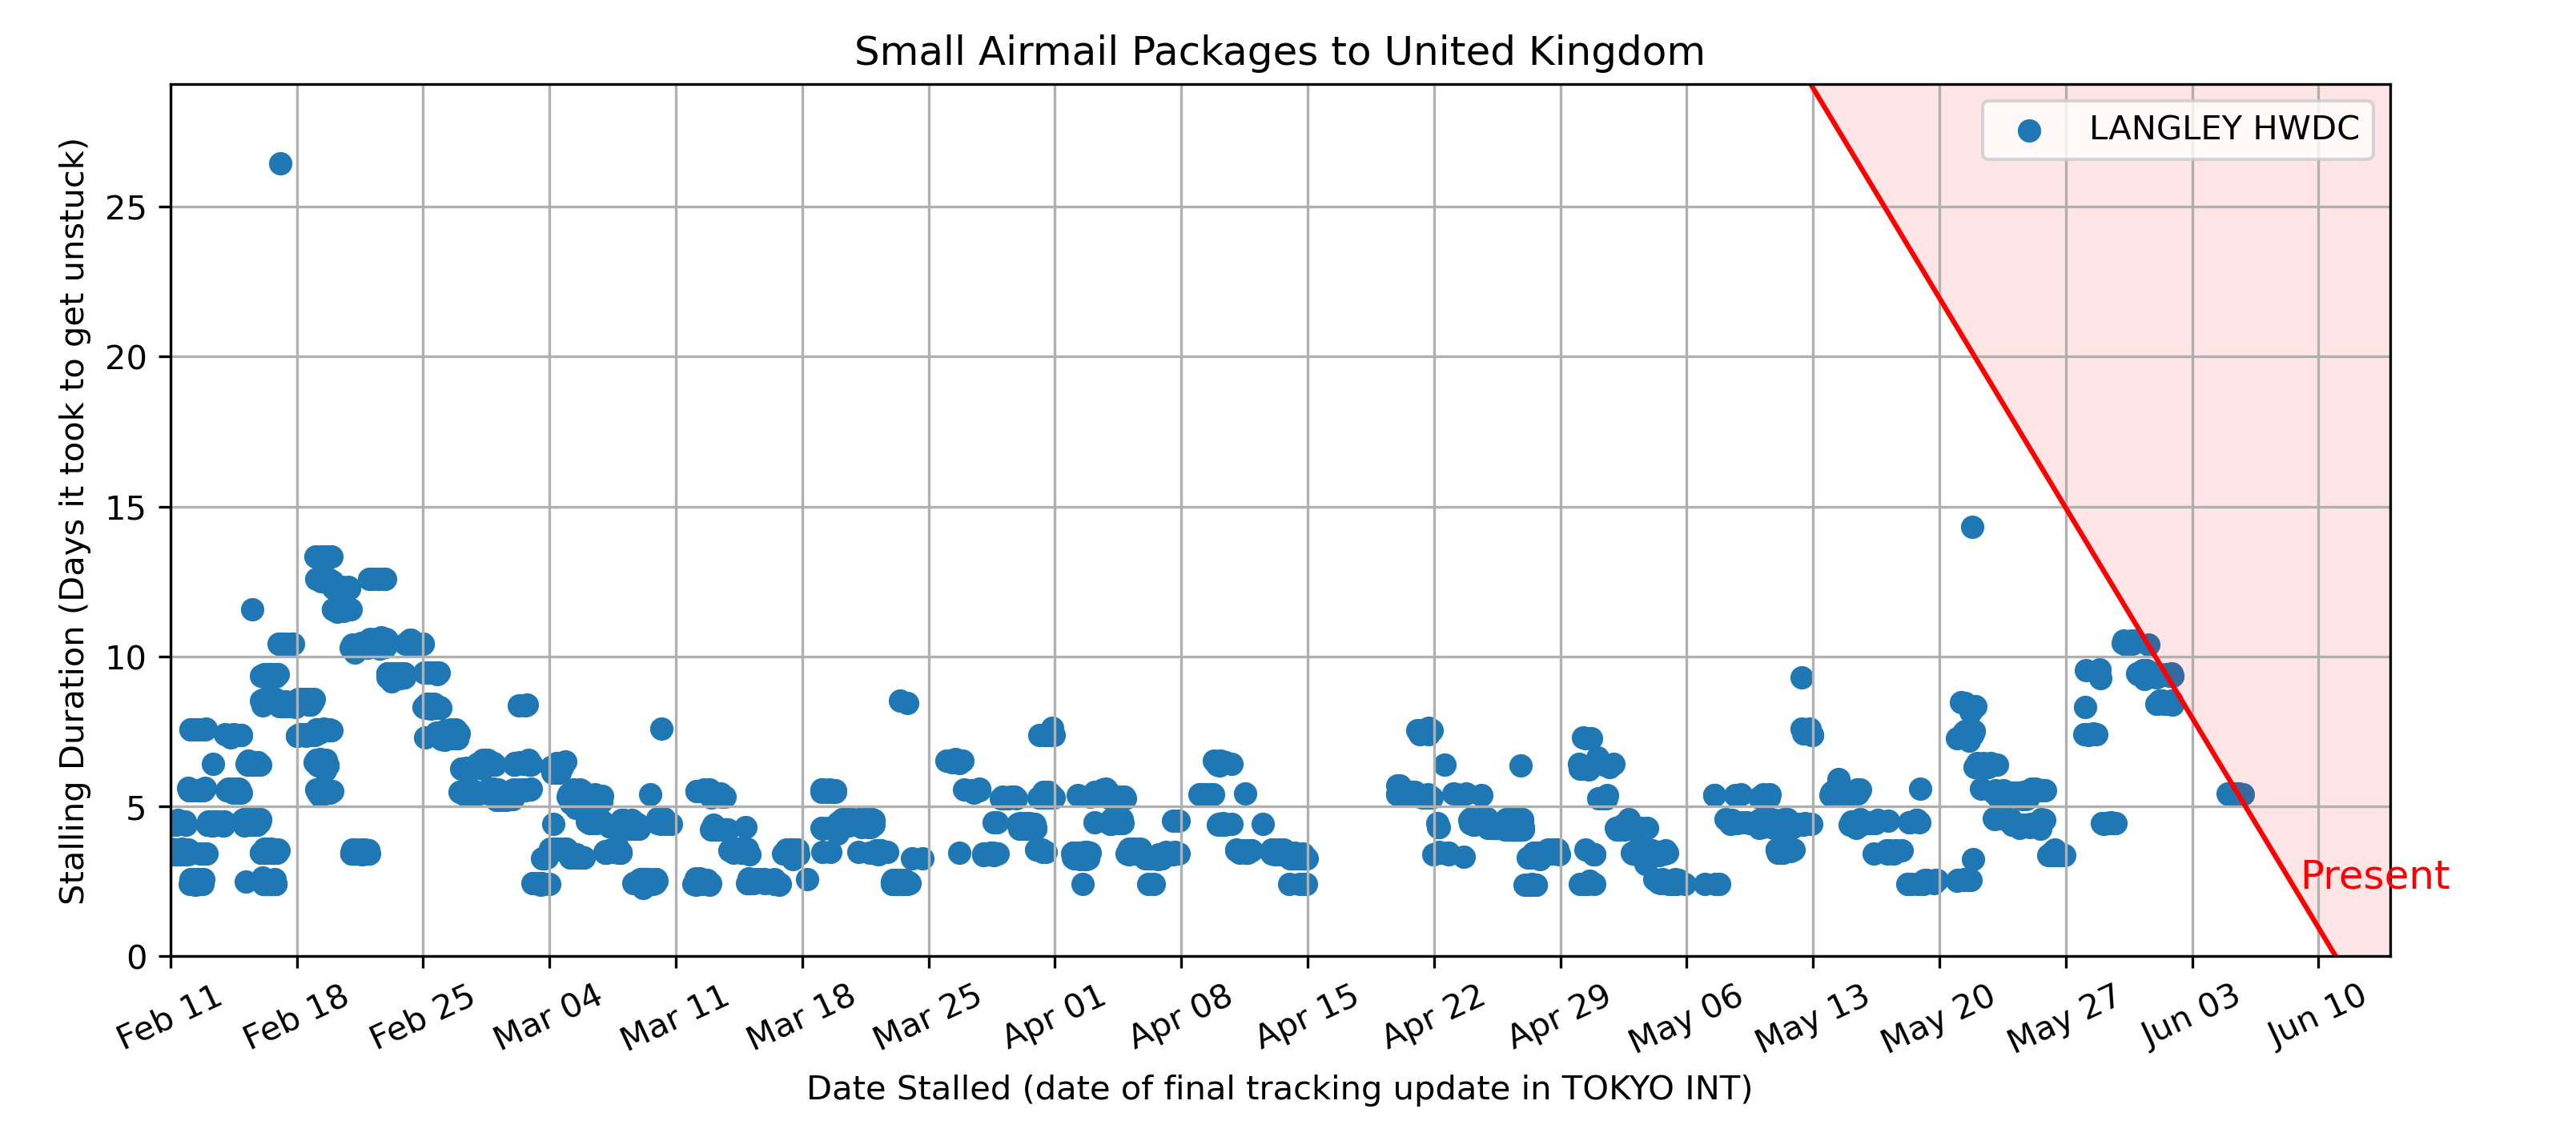 Small Airmail Packages to United Kingdom
LANGLEY HWDC
Stalling Duration (Days it took to get unstuck)
25
20
15
10
5
0
Present
Feb 11
Feb 18
Feb 25
Mar 04
Mar 11
Mar 18
Mar 25
Apr 01
Apr 08
Apr 15
Apr 22
Apr 29
May 06
May 13
May 20
May 27
Jun 03
Jun 10
Date Stalled (date of final tracking update in TOKYO INT)